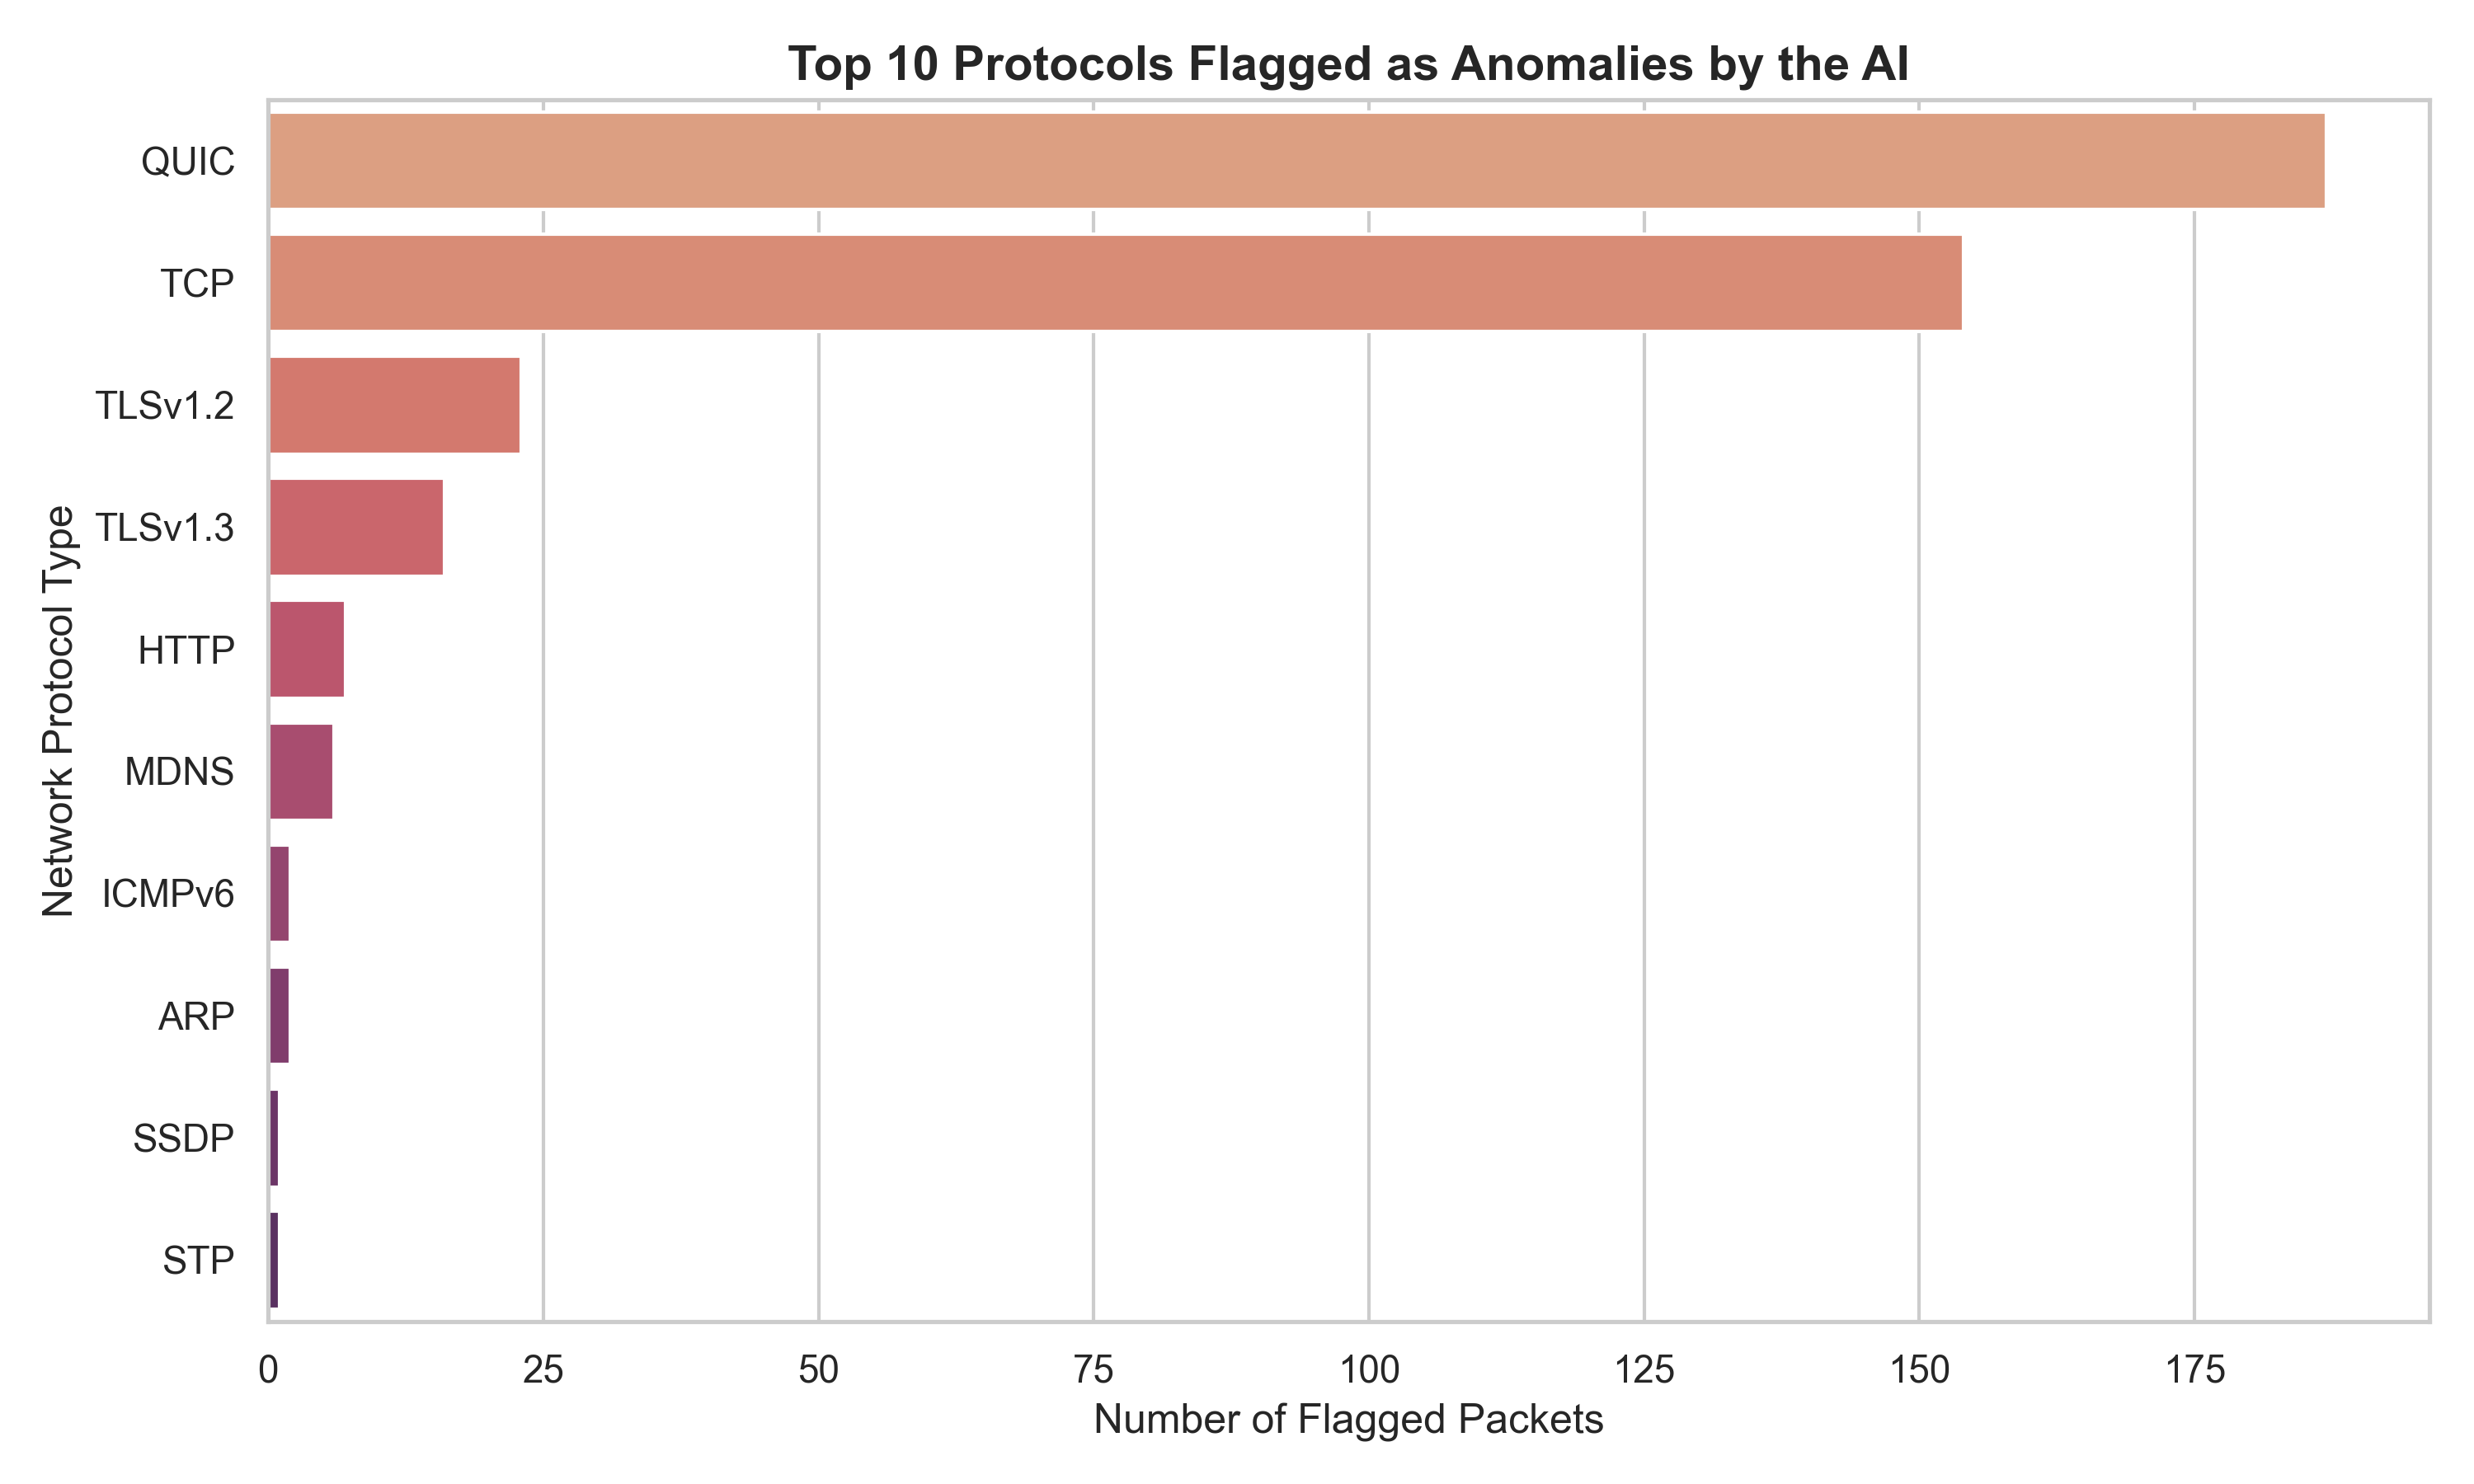 Top 10 Protocols Flagged as Anomalies by the AI
Network Protocol Type
QUIC
TCP
TLSv1.2
TLSv1.3
HTTP
MDNS
ICMPv6
ARP
SSDP
STP
0 25 50 75 100 125 150 175
Number of Flagged Packets